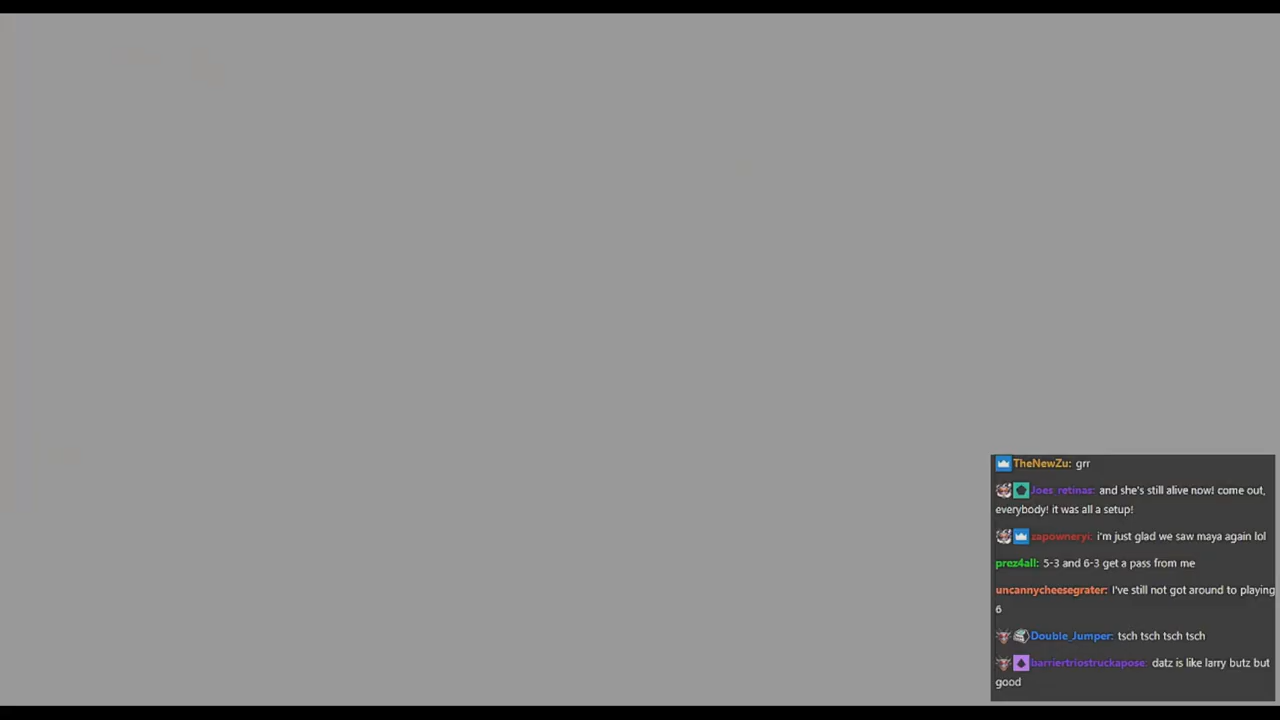 TheNewZu: grr
Joes_retinas: and she's still alive now! come out,
everybody! it was all a setup!
zapowneryi: i'm just glad we saw maya again lol
prez4all: 5-3 and 6-3 get a pass from me
uncannycheesegrater: I've still not got around to playing
6
Double_Jumper: tsch tsch tsch tsch
barriertriostruckapose: datz is like larry butz but
good